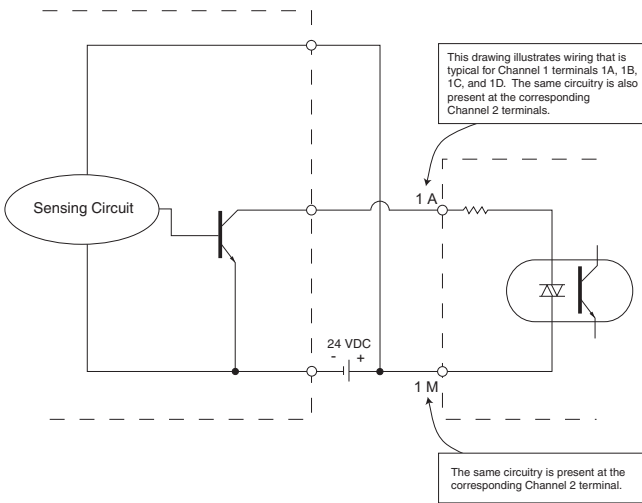 This drawing illustrates wiring that is
typical for Channel 1 terminals 1A, 1B,
1C, and 1D. The same circuitry is also
present at the corresponding
Channel 2 terminals.
1 A
Sensing Circuit
24 VDC
- +
1 M
The same circuitry is present at the
corresponding Channel 2 terminal.